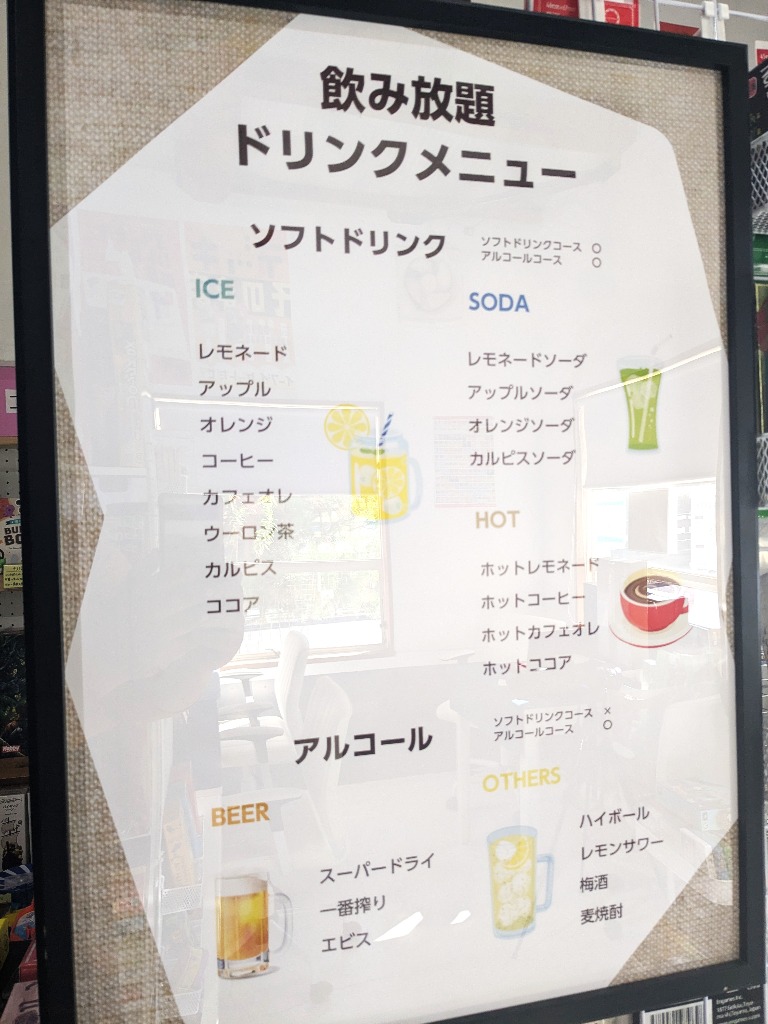 飲み放題
ドリンクメニュー
ソフトドリンク
ソフトドリンクコース ○
アルコールコース ○
ICE
レモネード
アップル
オレンジ
コーヒー
カフェオレ
ウーロン茶
カルピス
ココア
SODA
レモネードソーダ
アップルソーダ
オレンジソーダ
カルピスソーダ
HOT
ホットレモネード
ホットコーヒー
ホットカフェオレ
ホットココア
アルコール
ソフトドリンクコース ×
アルコールコース ○
BEER
スーパードライ
一番搾り
エビス
OTHERS
ハイボール
レモンサワー
梅酒
麦焼酎